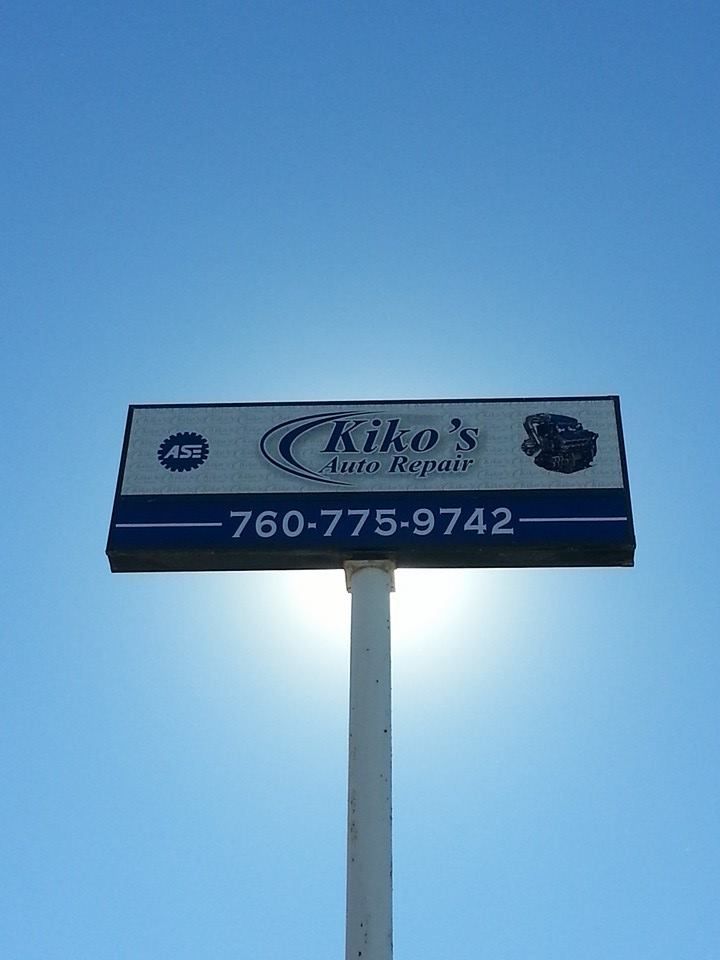 ASE
Kiko's
Auto Repair
760-775-9742